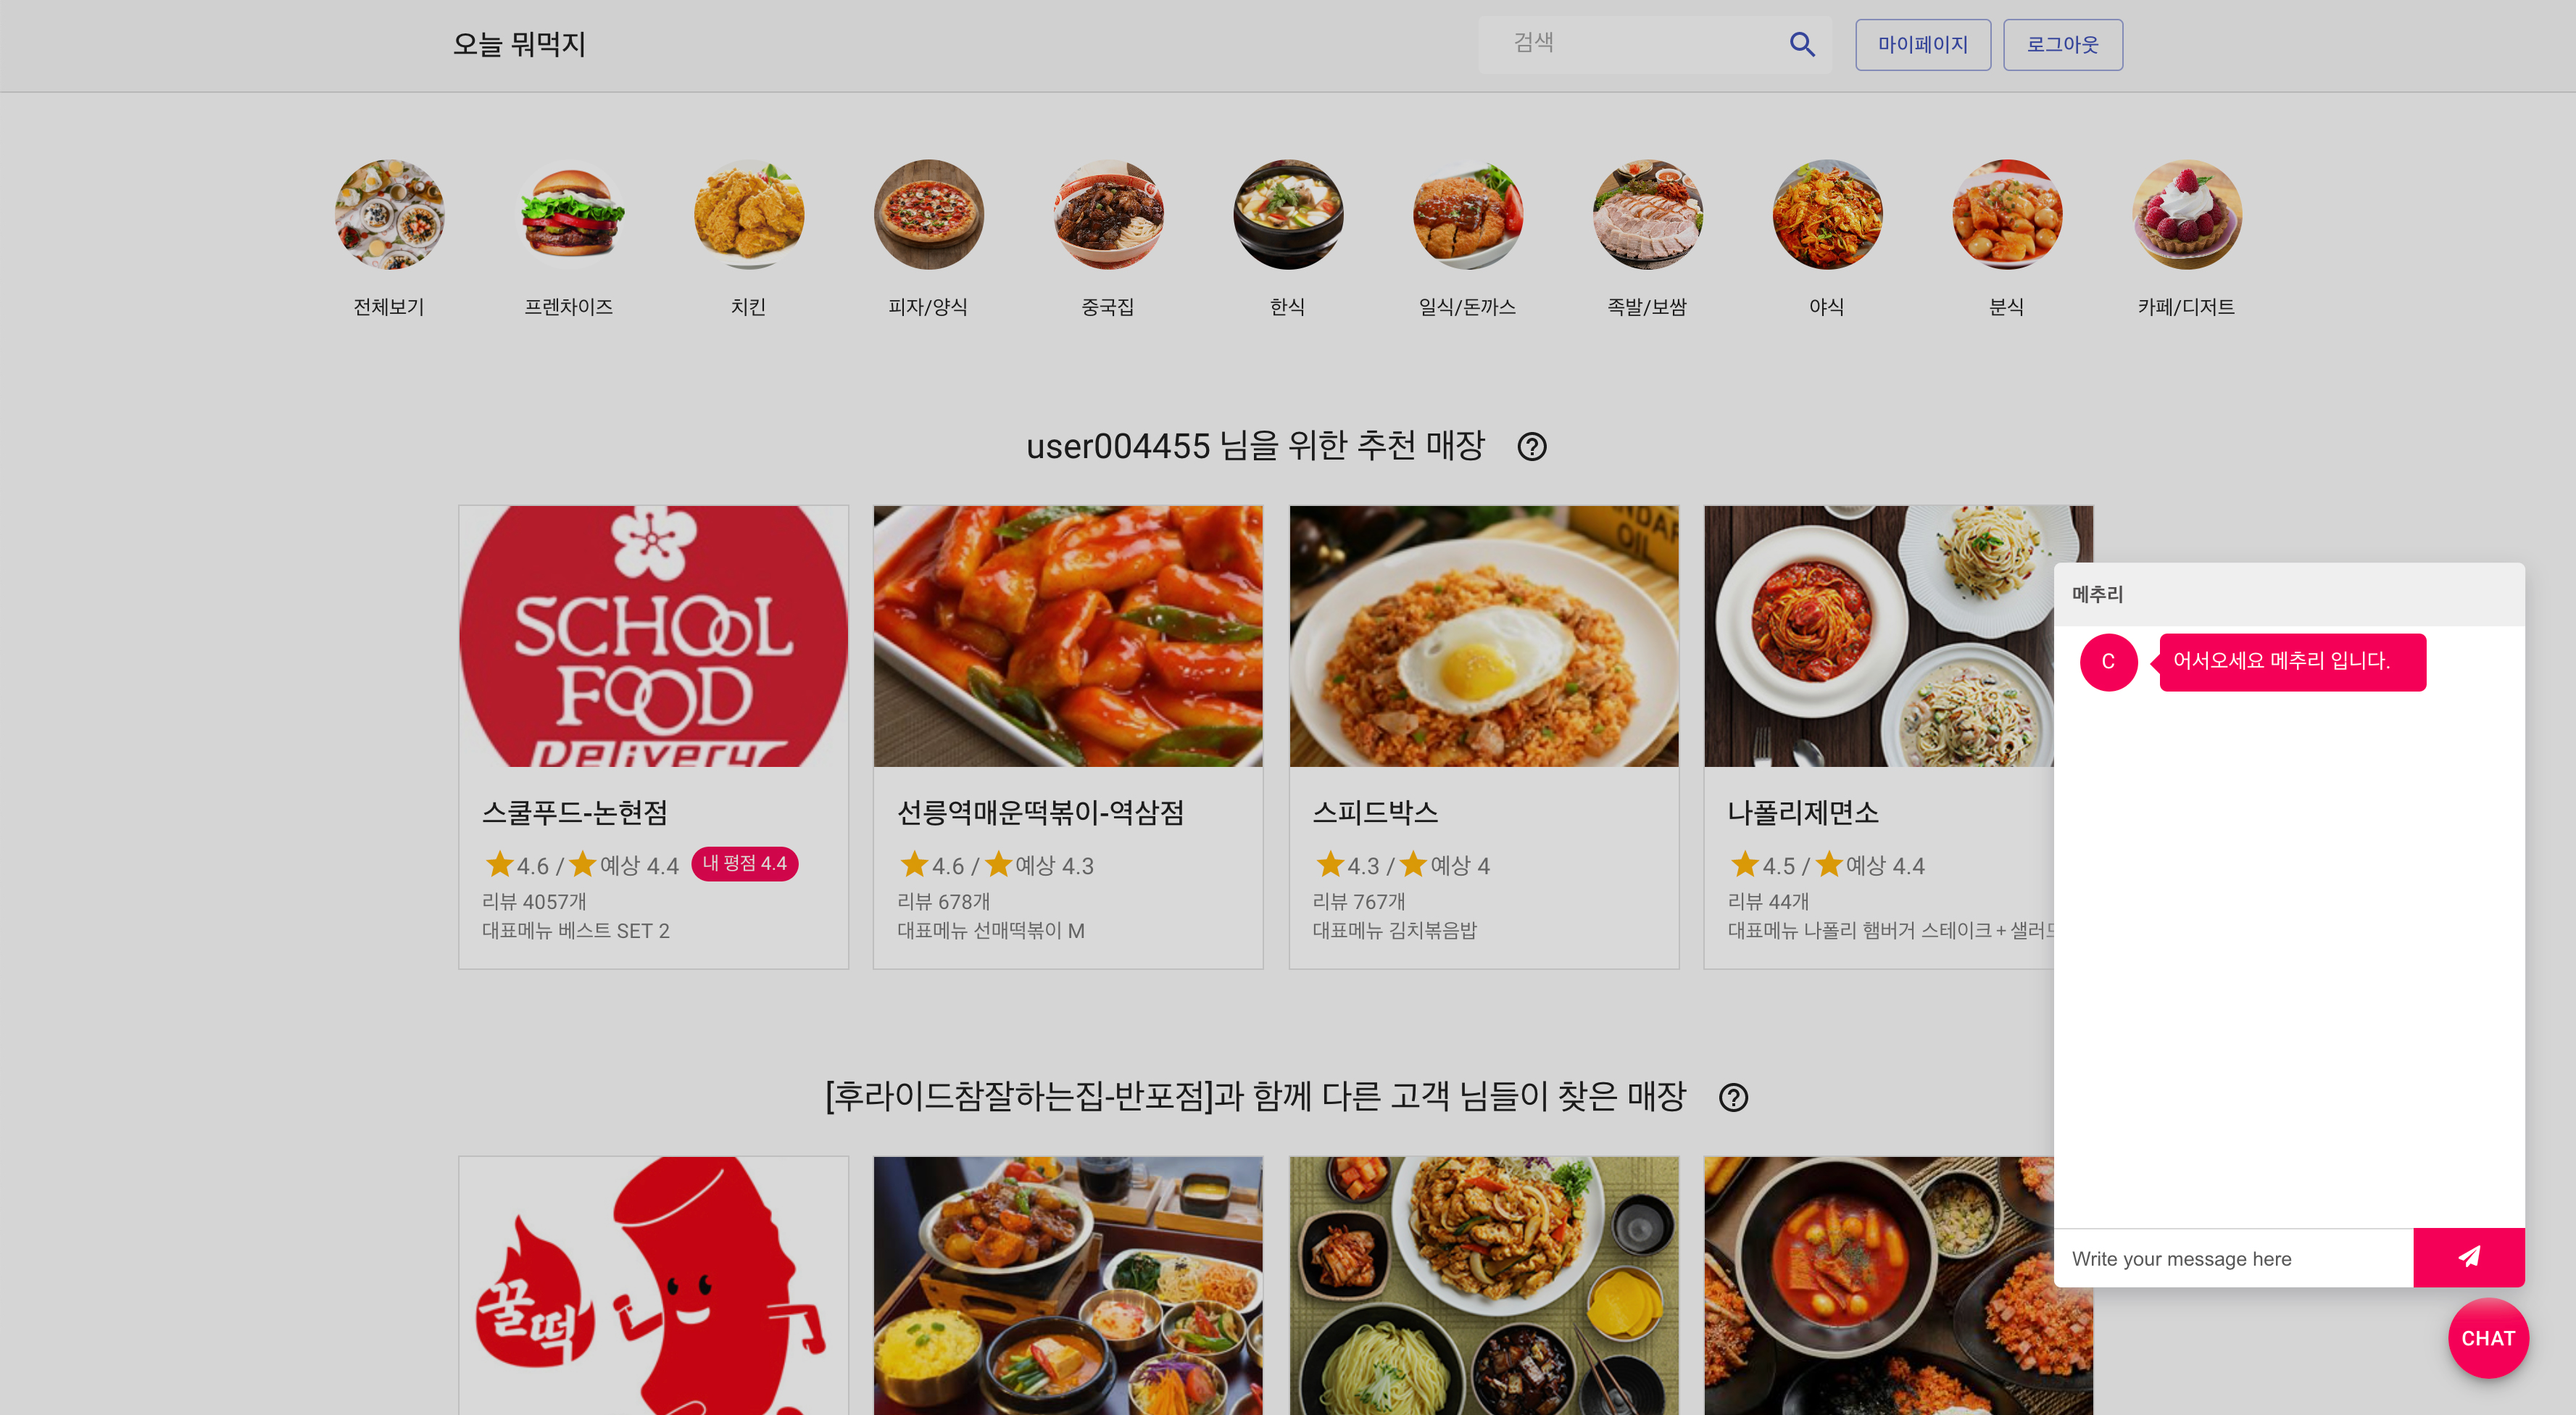 오늘 뭐먹지
검색
마이페이지
로그아웃
전체보기
프렌차이즈
치킨
피자/양식
중국집
한식
일식/돈까스
족발/보쌈
야식
분식
카페/디저트
user004455 님을 위한 추천 매장
SCHOOL
FOOD
Delivery
스쿨푸드-논현점
4.6 / 예상 4.4 내 평점 4.4
리뷰 4057개
대표메뉴 베스트 SET 2
선릉역매운떡볶이-역삼점
4.6 / 예상 4.3
리뷰 678개
대표메뉴 선매떡볶이 M
OIL
스피드박스
4.3 / 예상 4
리뷰 767개
대표메뉴 김치볶음밥
나폴리제면소
4.5 / 예상 4.4
리뷰 44개
대표메뉴 나폴리 햄버거 스테이크 + 샐러
메추리
C
어서오세요 메추리 입니다.
Write your message here
CHAT
[후라이드참잘하는집-반포점]과 함께 다른 고객 님들이 찾은 매장
꿀떡